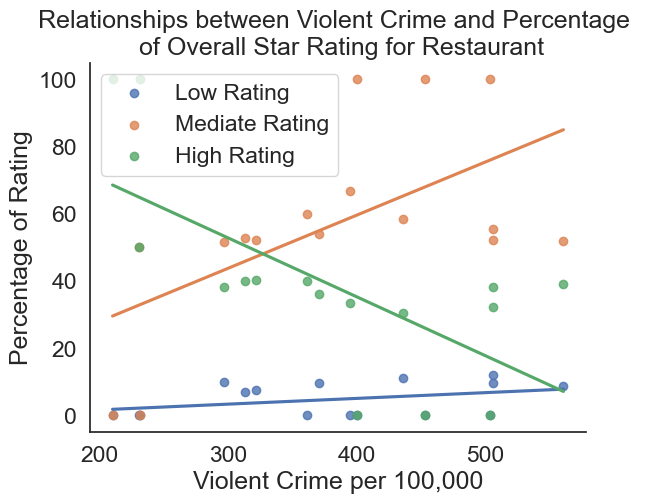 Relationships between Violent Crime and Percentage
of Overall Star Rating for Restaurant
Percentage of Rating
100
80
60
40
20
0
Low Rating
Mediate Rating
High Rating
200 300 400 500
Violent Crime per 100,000